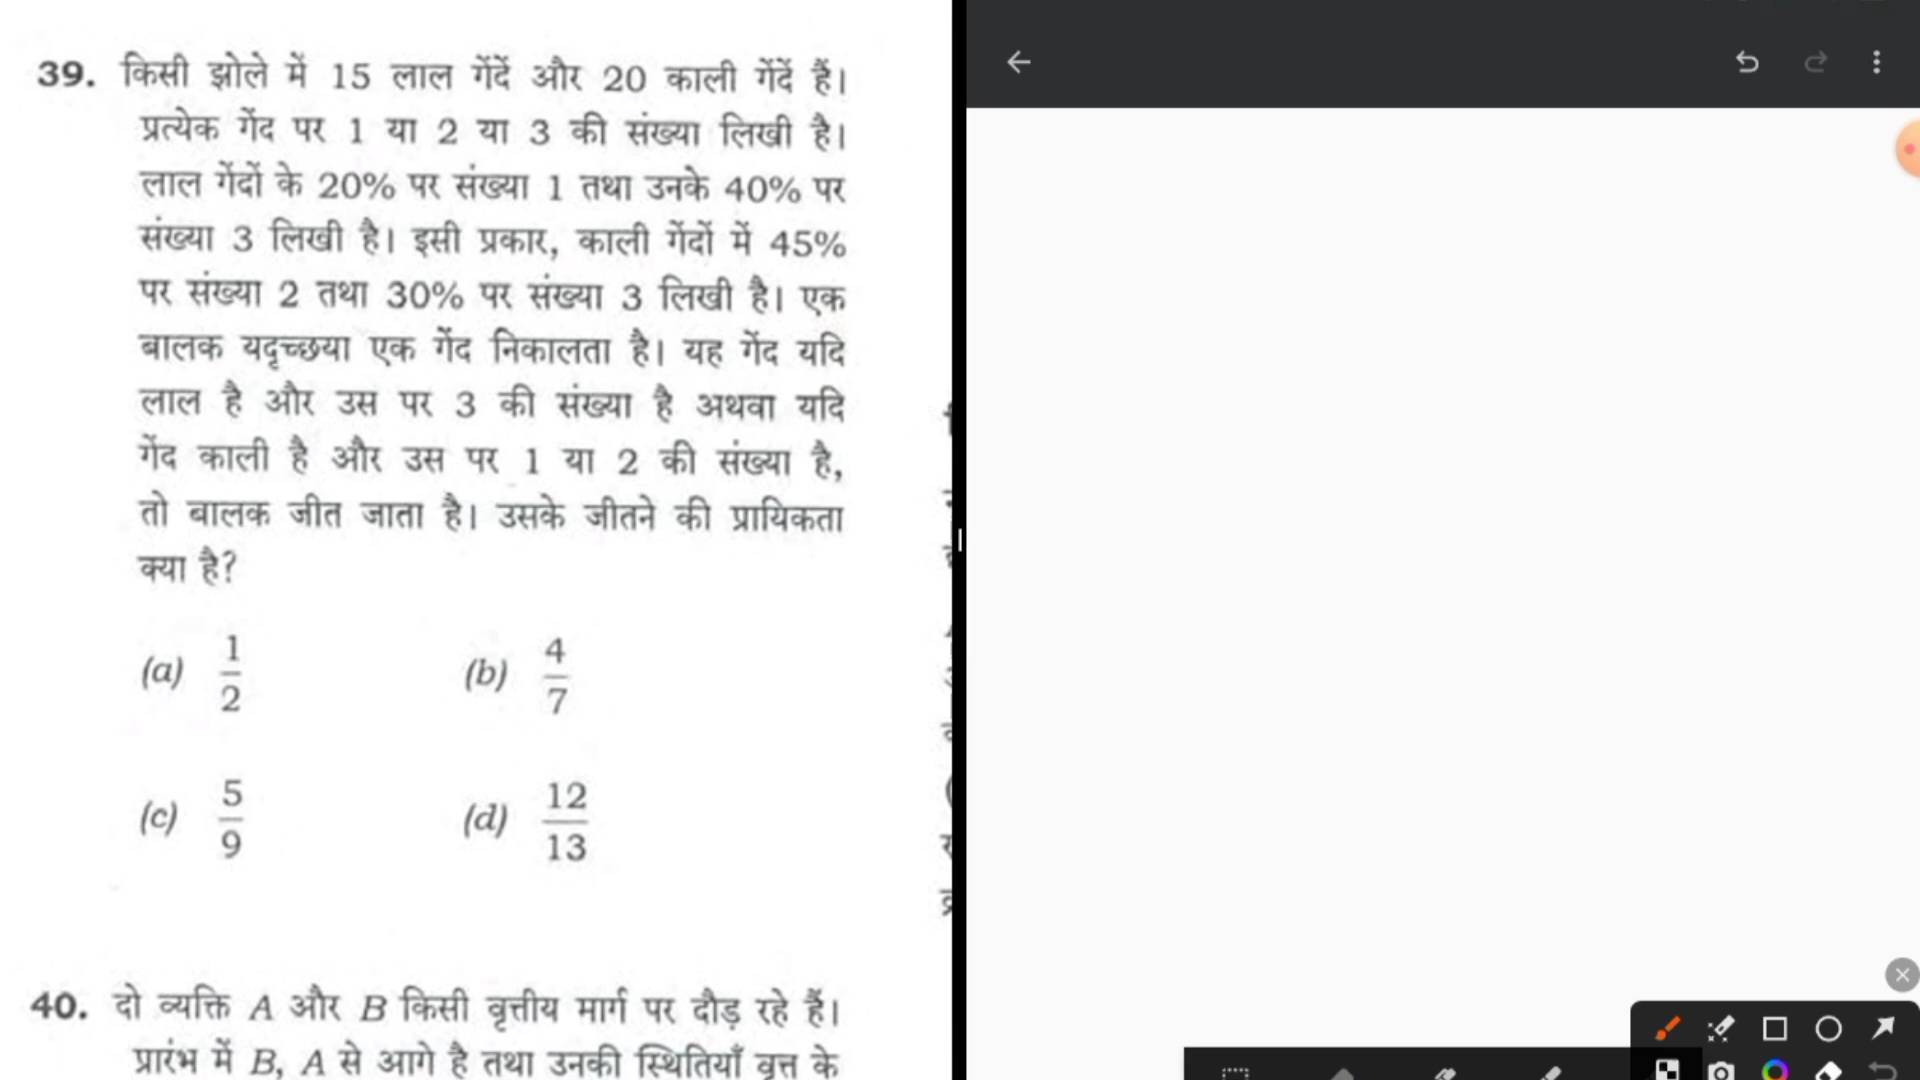 39. किसी झोले में 15 लाल गेंदें और 20 काली गेंदें हैं।
प्रत्येक गेंद पर 1 या 2 या 3 की संख्या लिखी है।
लाल गेंदों के 20% पर संख्या 1 तथा उनके 40% पर
संख्या 3 लिखी है। इसी प्रकार, काली गेंदों में 45%
पर संख्या 2 तथा 30% पर संख्या 3 लिखी है। एक
बालक यदृच्छया एक गेंद निकालता है। यह गेंद यदि
लाल है और उस पर 3 की संख्या है अथवा यदि
गेंद काली है और उस पर 1 या 2 की संख्या है,
तो बालक जीत जाता है। उसके जीतने की प्रायिकता
क्या है?
(a) 1/2 (b) 4/7
(c) 5/9 (d) 12/13
40. दो व्यक्ति A और B किसी वृत्तीय मार्ग पर दौड़ रहे हैं।
प्रारंभ में B, A से आगे है तथा उनकी स्थितियाँ वृत्त के